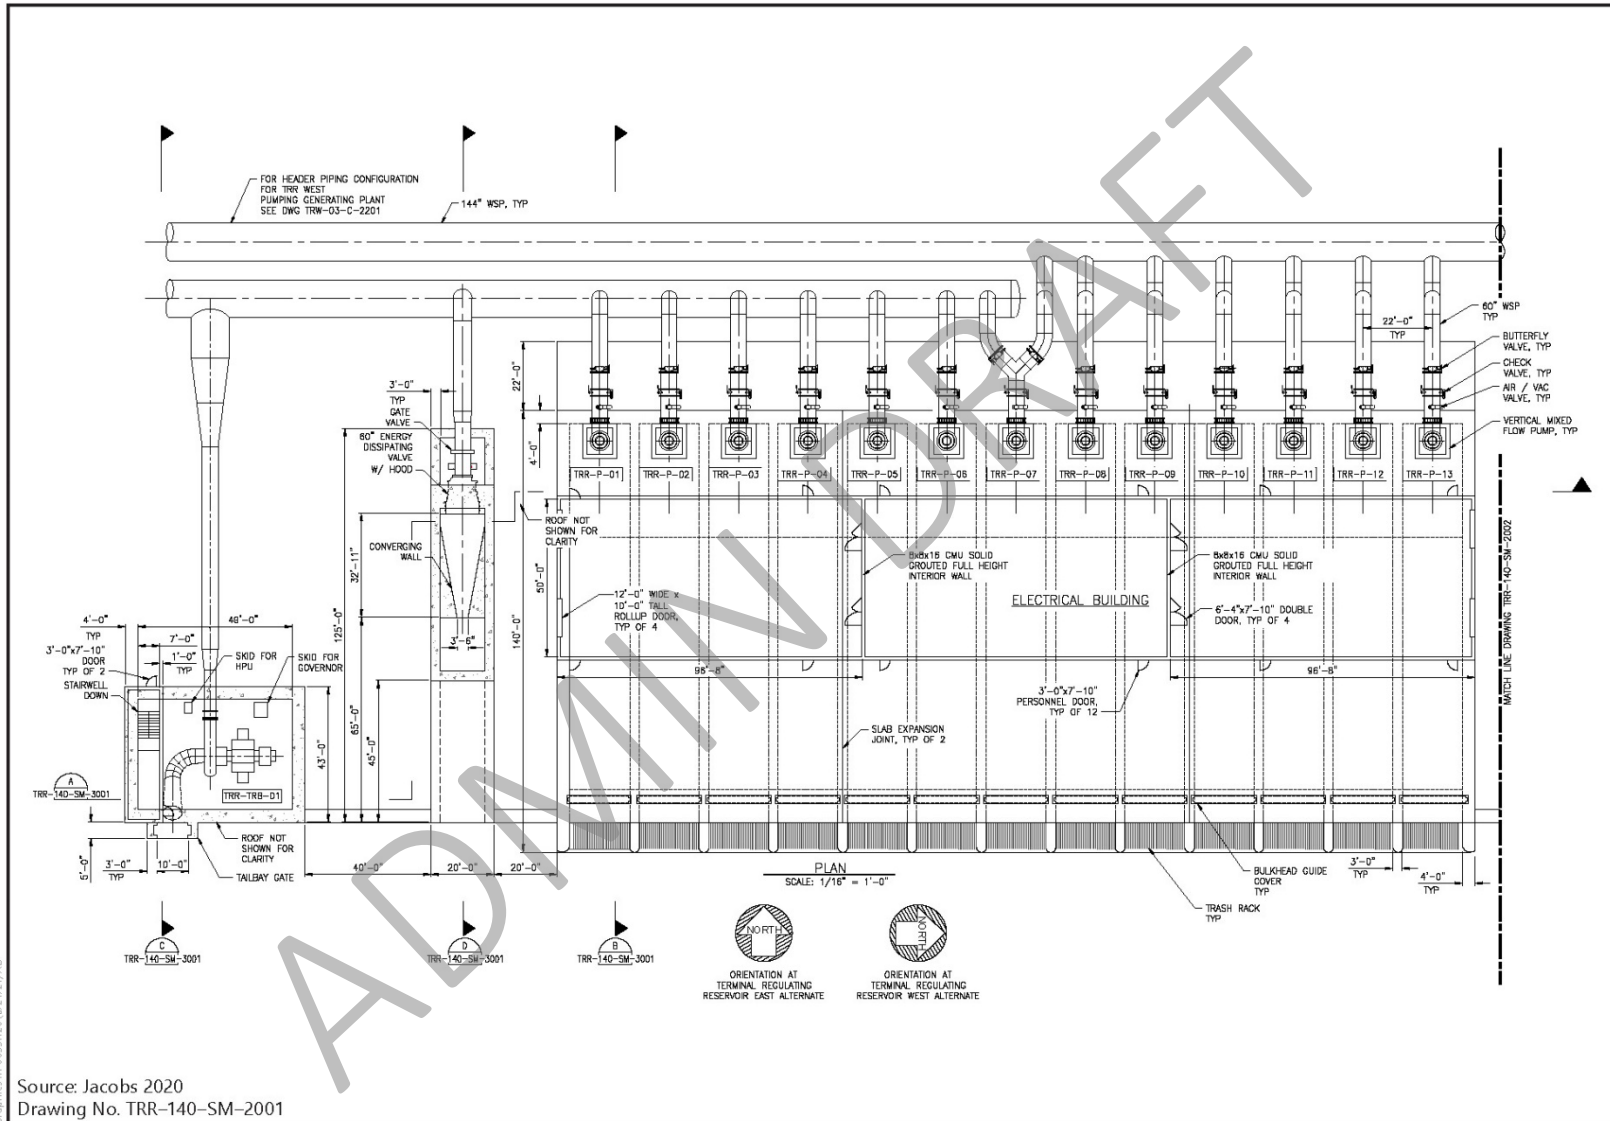 FOR HEADER PIPING CONFIGURATION
FOR TRR WEST
PUMPING GENERATING PLANT
SEE DWG TRW-03-C-2201
144" WSP, TYP
60" WSP
TYP
22'-0"
TYP
BUTTERFLY
VALVE, TYP
CHECK
VALVE, TYP
AIR / VAC
VALVE, TYP
VERTICAL MIXED
FLOW PUMP, TYP
22'-0"
3'-0"
TYP
GATE
VALVE
60" ENERGY
DISSIPATING
VALVE
W/ HOOD
4'-0"
TRR-P-01
TRR-P-02
TRR-P-03
TRR-P-04
TRR-P-05
TRR-P-06
TRR-P-07
TRR-P-08
TRR-P-09
TRR-P-10
TRR-P-11
TRR-P-12
TRR-P-13
ROOF NOT
SHOWN FOR
CLARITY
CONVERGING
WALL
32'-11"
125'-0"
140'-0"
50'-0"
8x8x16 CMU SOLID
GROUTED FULL HEIGHT
INTERIOR WALL
8x8x16 CMU SOLID
GROUTED FULL HEIGHT
INTERIOR WALL
ELECTRICAL BUILDING
12'-0" WIDE x
10'-0" TALL
ROLLUP DOOR,
TYP OF 4
6'-4"x7'-10" DOUBLE
DOOR, TYP OF 4
MATCH LINE DRAWING TRR-140-SM-2002
4'-0"
TYP
48'-0"
7'-0"
1'-0"
3'-0"x7'-10"
DOOR
TYP OF 2
STAIRWELL
DOWN
SKID FOR
HPU
SKID FOR
GOVERNOR
3'-6"
96'-8"
96'-8"
3'-0"x7'-10"
PERSONNEL DOOR,
TYP OF 12
SLAB EXPANSION
JOINT, TYP OF 2
43'-0"
65'-0"
45'-0"
A
TRR-140-SM-3001
TRR-TRB-D1
ROOF NOT
SHOWN FOR
CLARITY
TAILBAY GATE
5'-0"
3'-0"
TYP
10'-0"
40'-0"
20'-0"
20'-0"
PLAN
SCALE: 1/16" = 1'-0"
BULKHEAD GUIDE
COVER
TYP
3'-0"
TYP
4'-0"
TYP
TRASH RACK
TYP
C
TRR-140-SM-3001
D
TRR-140-SM-3001
B
TRR-140-SM-3001
NORTH
NORTH
ORIENTATION AT
TERMINAL REGULATING
RESERVOIR EAST ALTERNATE
ORIENTATION AT
TERMINAL REGULATING
RESERVOIR WEST ALTERNATE
ADMIN DRAFT
Source: Jacobs 2020
Drawing No. TRR–140–SM–2001